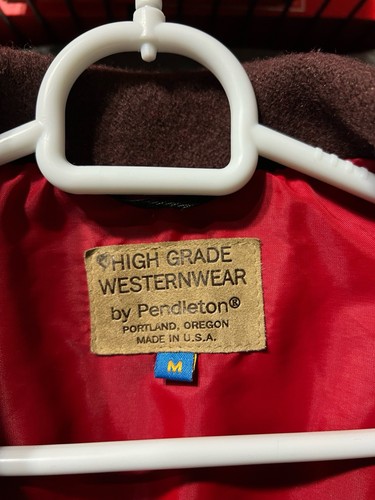 HIGH GRADE
WESTERNWEAR
by Pendleton®
PORTLAND, OREGON
MADE IN U.S.A.
M